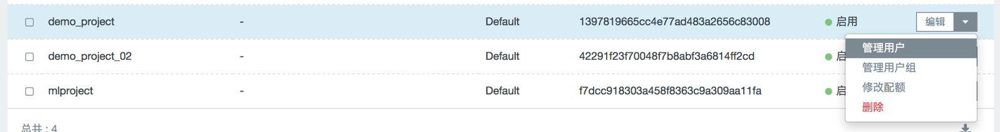 demo_project - Default 1397819665cc4e77ad483a2656c83008 启用 编辑
管理用户
demo_project_02 - Default 42291f23f70048f7b8abf3a6814ff2cd 启
管理用户组
修改配额
mlproject - Default f7dcc918303a458f8363c9a309aa11fa 启
删除
总共 : 4